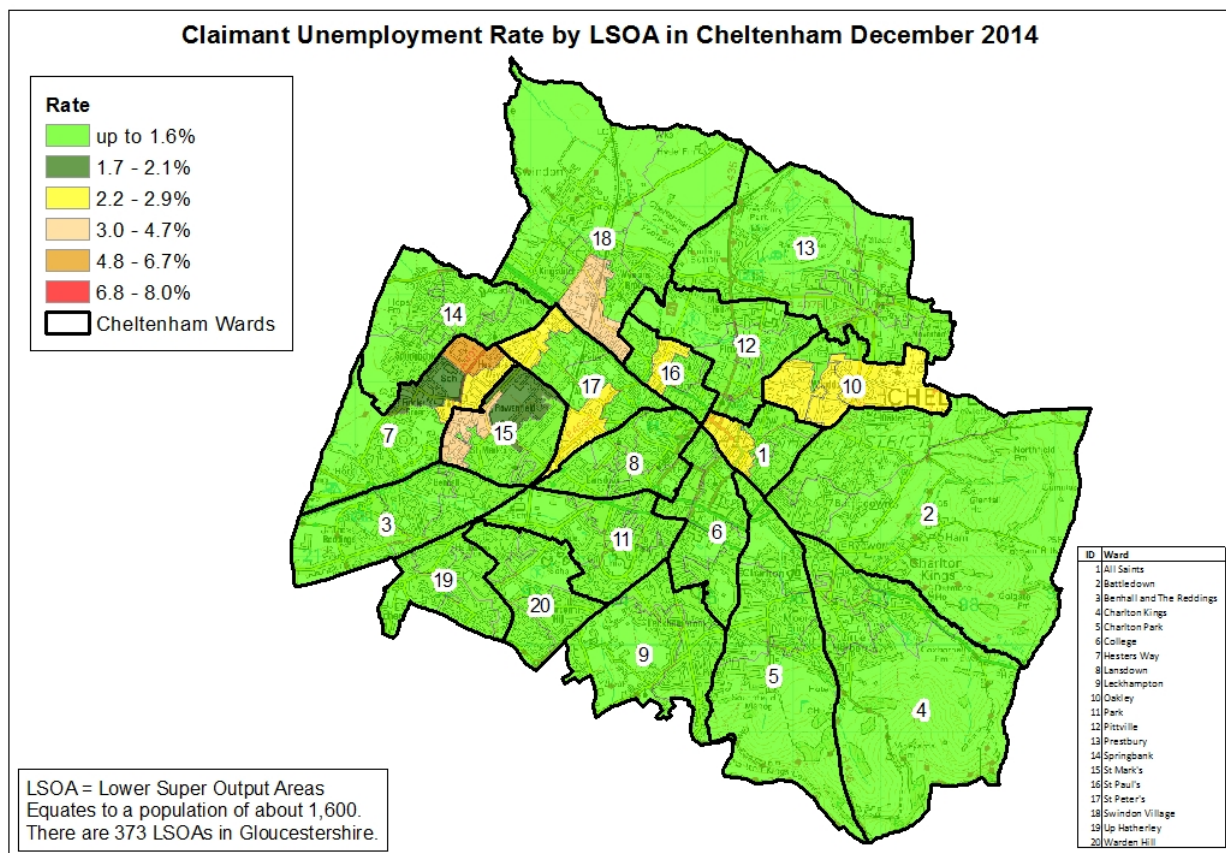 Claimant Unemployment Rate by LSOA in Cheltenham December 2014
Rate
up to 1.6%
1.7 - 2.1%
2.2 - 2.9%
3.0 - 4.7%
4.8 - 6.7%
6.8 - 8.0%
Cheltenham Wards
Swindon
18
13
14
12
10
16
17
7
15
1
8
2
3
11
6
19
20
9
5
4
Charlton
Kings
ID Ward
1 All Saints
2 Battledown
3 Benhall and The Reddings
4 Charlton Kings
5 Charlton Park
6 College
7 Hesters Way
8 Lansdown
9 Leckhampton
10 Oakley
11 Park
12 Pittville
13 Prestbury
14 Springbank
15 St Mark's
16 St Paul's
17 St Peter's
18 Swindon Village
19 Up Hatherley
20 Warden Hill
LSOA = Lower Super Output Areas
Equates to a population of about 1,600.
There are 373 LSOAs in Gloucestershire.